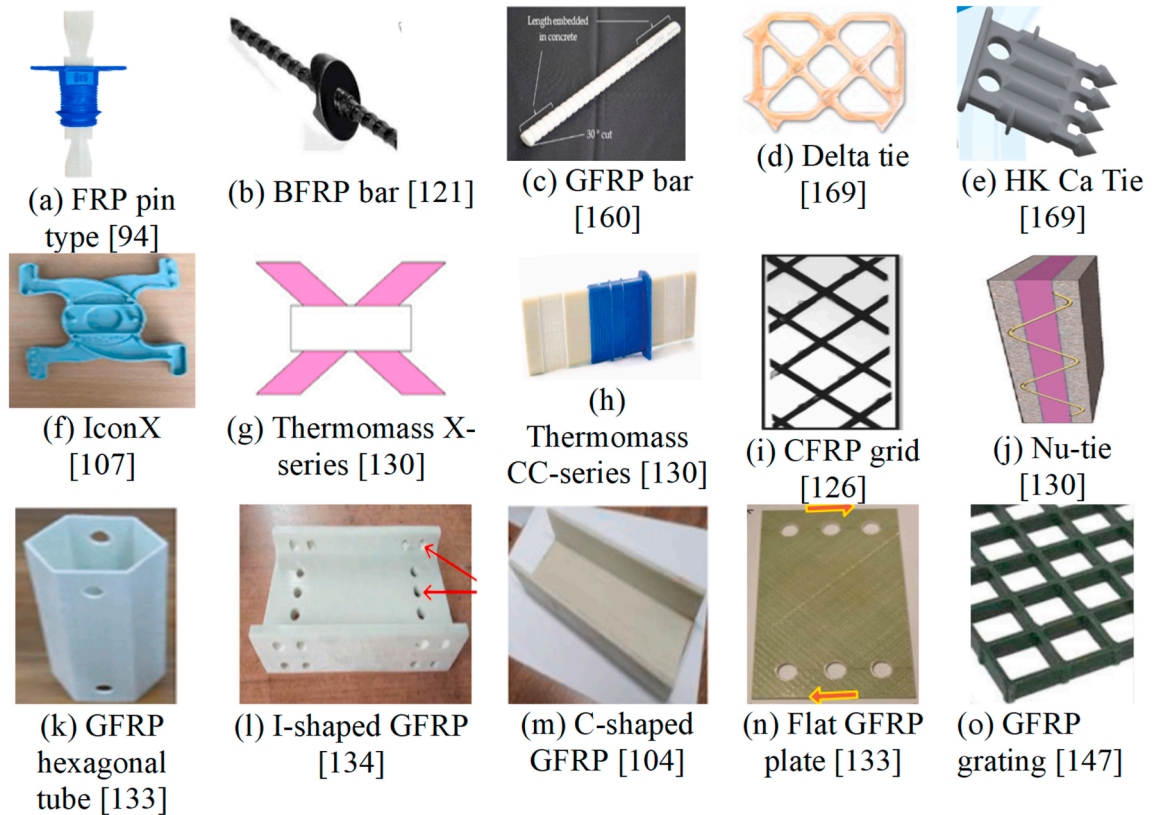 Length embedded
in concrete
30° cut
(a) FRP pin
type [94]
(b) BFRP bar [121]
(c) GFRP bar
[160]
(d) Delta tie
[169]
(e) HK Ca Tie
[169]
(f) IconX
[107]
(g) Thermomass X-
series [130]
(h)
Thermomass
CC-series [130]
(i) CFRP grid
[126]
(j) Nu-tie
[130]
(k) GFRP
hexagonal
tube [133]
(l) I-shaped GFRP
[134]
(m) C-shaped
GFRP [104]
(n) Flat GFRP
plate [133]
(o) GFRP
grating [147]